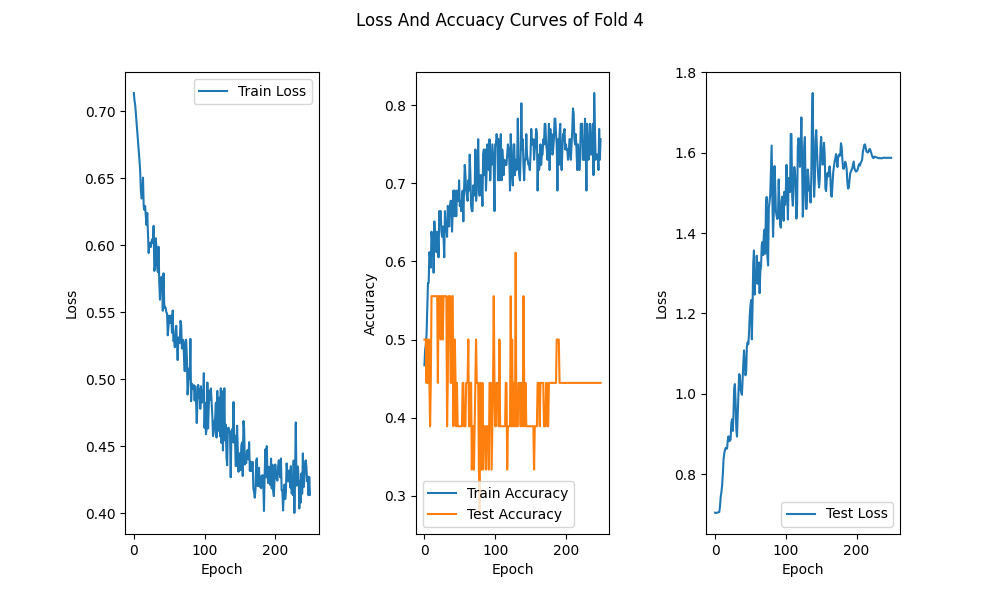 Loss And Accuacy Curves of Fold 4
Loss
0.70
0.65
0.60
0.55
0.50
0.45
0.40
Train Loss
0
100
200
Epoch
Accuracy
0.8
0.7
0.6
0.5
0.4
0.3
Train Accuracy
Test Accuracy
0
100
200
Epoch
Loss
1.8
1.6
1.4
1.2
1.0
0.8
Test Loss
0
100
200
Epoch